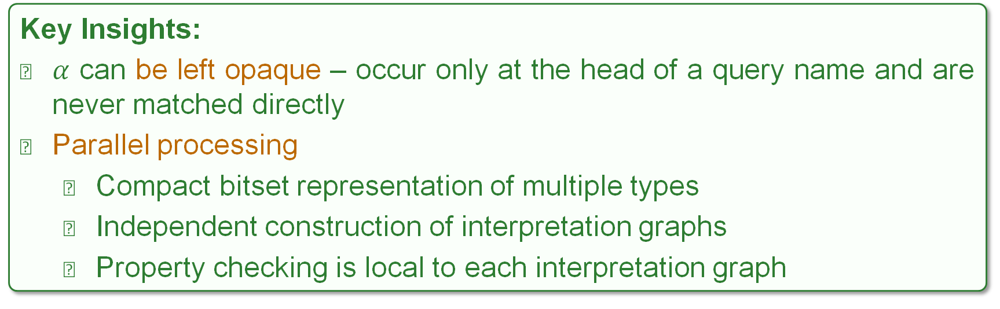 Key Insights:
α can be left opaque – occur only at the head of a query name and are
never matched directly
Parallel processing
Compact bitset representation of multiple types
Independent construction of interpretation graphs
Property checking is local to each interpretation graph